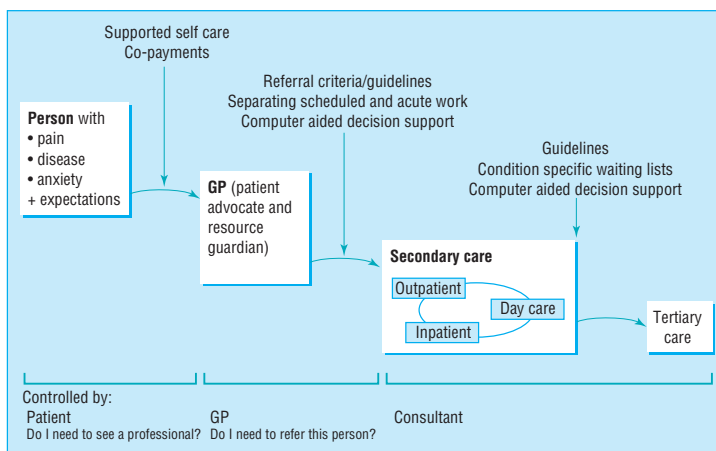 Supported self care
Co-payments
Referral criteria/guidelines
Separating scheduled and acute work
Computer aided decision support
Person with
• pain
• disease
• anxiety
+ expectations
Guidelines
Condition specific waiting lists
Computer aided decision support
GP (patient
advocate and
resource
guardian)
Secondary care
Outpatient
Day care
Inpatient
Tertiary
care
Controlled by:
Patient
Do I need to see a professional?
GP
Do I need to refer this person?
Consultant